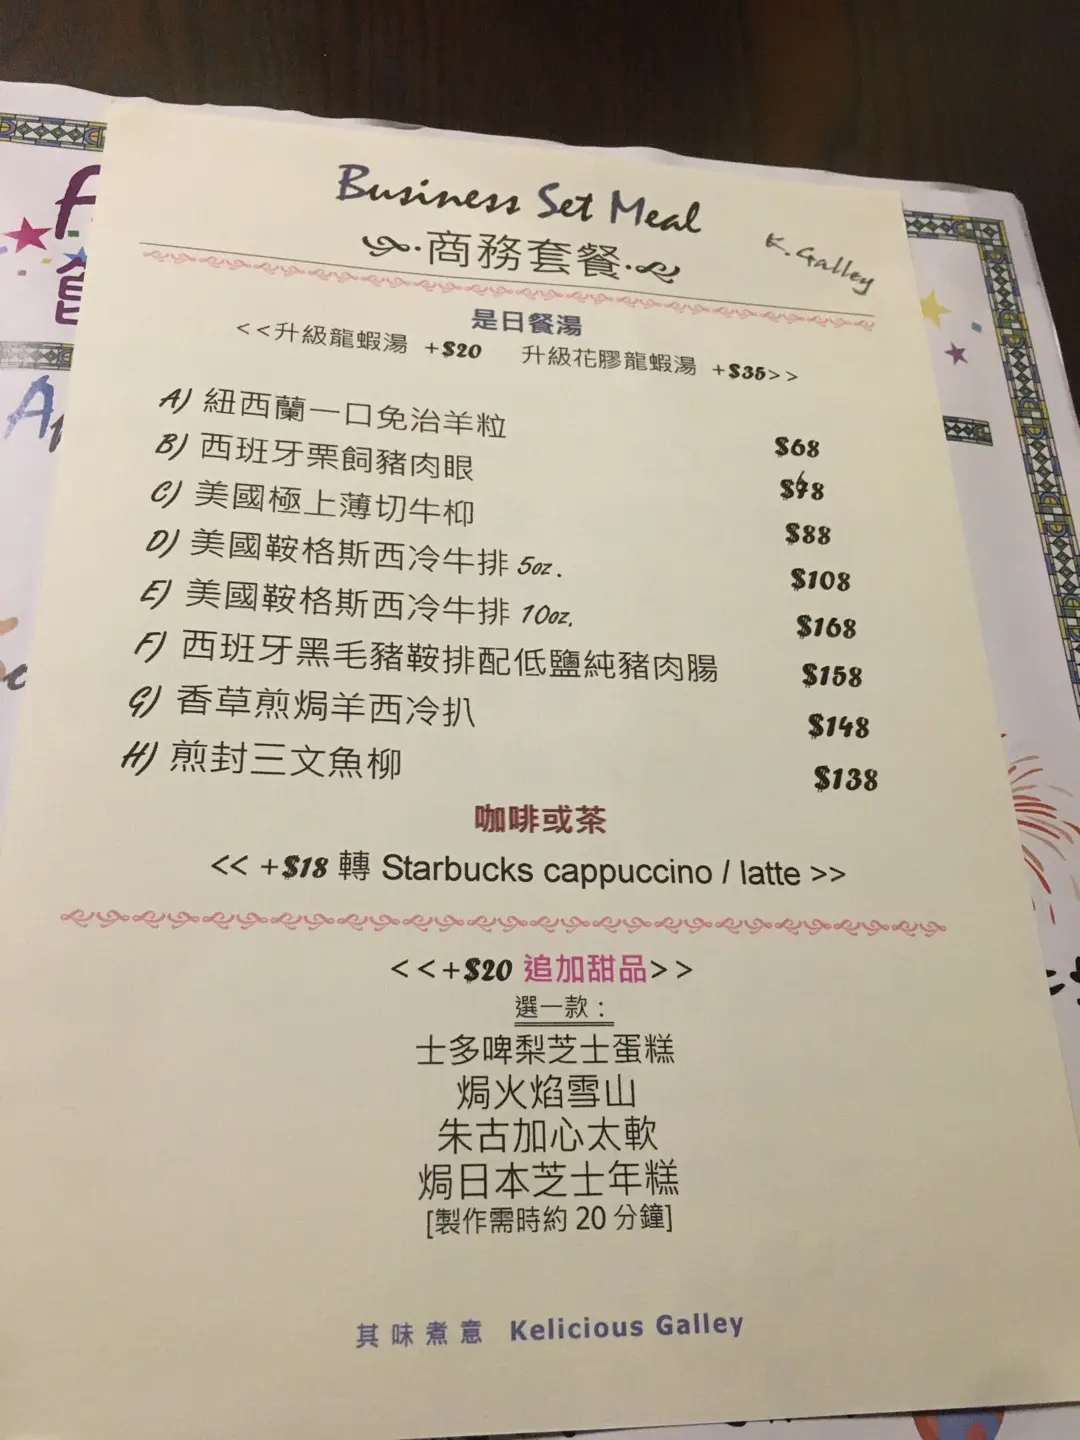 Business Set Meal
商務套餐
K. Galley
是日餐湯
<<升級龍蝦湯 +$20 升級花膠龍蝦湯 +$35>>
A) 紐西蘭一口免治羊粒 $68
B) 西班牙栗飼豬肉眼 $78
C) 美國極上薄切牛柳 $88
D) 美國鞍格斯西冷牛排 5oz. $108
E) 美國鞍格斯西冷牛排 10oz. $168
F) 西班牙黑毛豬鞍排配低鹽純豬肉腸 $158
G) 香草煎焗羊西冷扒 $148
H) 煎封三文魚柳 $138
咖啡或茶
<< +$18 轉 Starbucks cappuccino / latte >>
<<+$20 追加甜品>>
選一款：
士多啤梨芝士蛋糕
焗火焰雪山
朱古加心太軟
焗日本芝士年糕
[製作需時約 20 分鐘]
其味煮意 Kelicious Galley